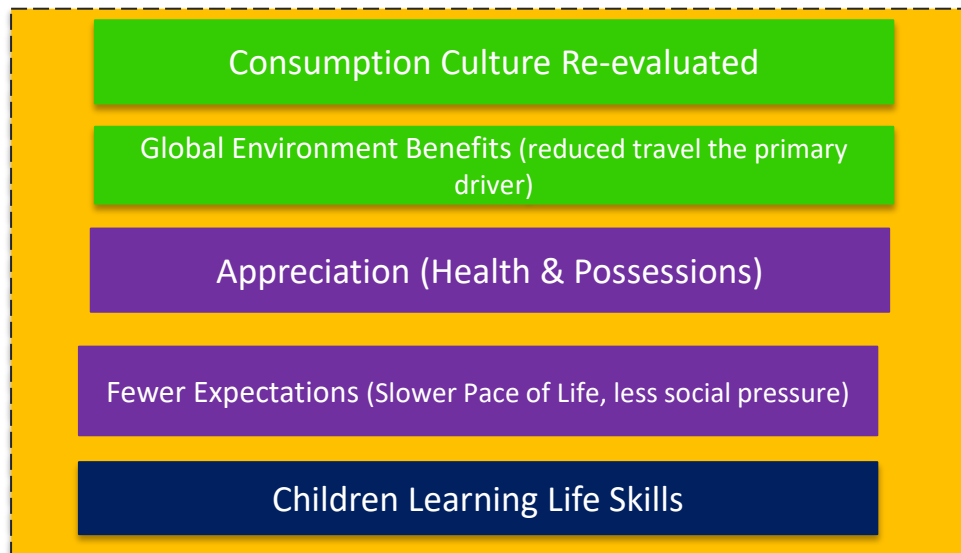 Consumption Culture Re-evaluated
Global Environment Benefits (reduced travel the primary
driver)
Appreciation (Health & Possessions)
Fewer Expectations (Slower Pace of Life, less social pressure)
Children Learning Life Skills